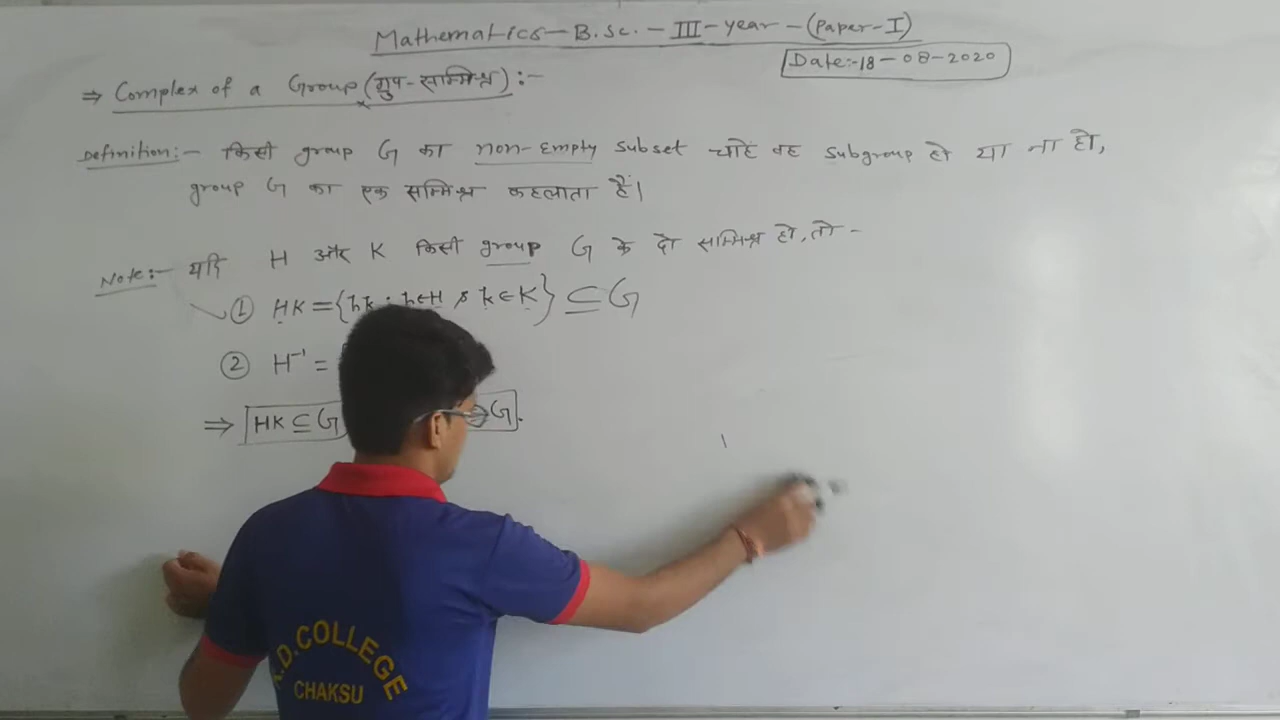 Mathematics-B.Sc.-III-year-(Paper-I)
Date:-18-08-2020
⇒ Complex of a Group (ग्रुप-सम्मिश्र):-
Definition:- किसी group G का non-Empty subset चाहे वह subgroup हो या ना हो,
group G का एक सम्मिश्र कहलाता हैं।
Note:- यदि H और K किसी group G के दो सम्मिश्र हो, तो -
① HK = {hk : h∈H, k∈K} ⊆ G
② H⁻¹ =
⇒ HK ⊆ G G.
.D. COLLEGE
CHAKSU